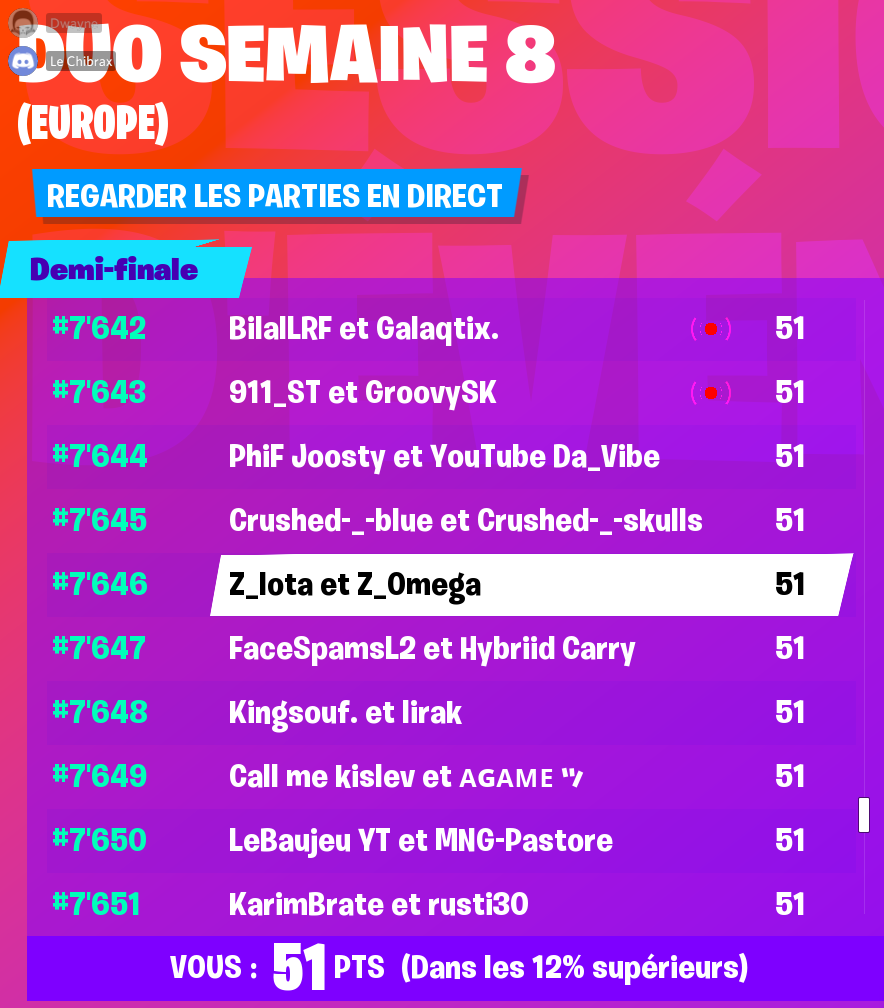 Dwayne
DUO SEMAINE 8
Le Chibrax
(EUROPE)
REGARDER LES PARTIES EN DIRECT
Demi-finale
#7'642 BilalLRF et Galaqtix. 51
#7'643 911_ST et GroovySK 51
#7'644 PhiF Joosty et YouTube Da_Vibe 51
#7'645 Crushed-_-blue et Crushed-_-skulls 51
#7'646 Z_Iota et Z_Omega 51
#7'647 FaceSpamsL2 et Hybriid Carry 51
#7'648 Kingsouf. et lirak 51
#7'649 Call me kislev et AGAME ツ 51
#7'650 LeBaujeu YT et MNG-Pastore 51
#7'651 KarimBrate et rusti30 51
VOUS : 51 PTS (Dans les 12% supérieurs)